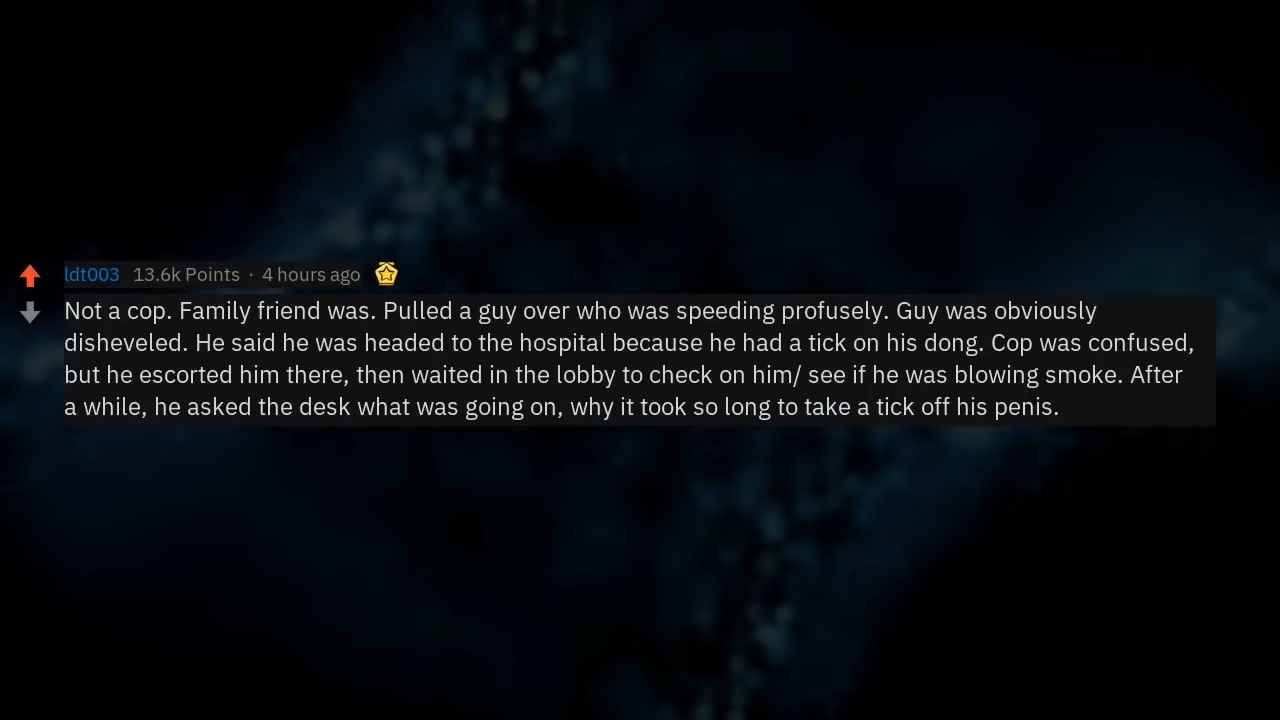 ldt003 13.6k Points · 4 hours ago
Not a cop. Family friend was. Pulled a guy over who was speeding profusely. Guy was obviously
disheveled. He said he was headed to the hospital because he had a tick on his dong. Cop was confused,
but he escorted him there, then waited in the lobby to check on him/ see if he was blowing smoke. After
a while, he asked the desk what was going on, why it took so long to take a tick off his penis.